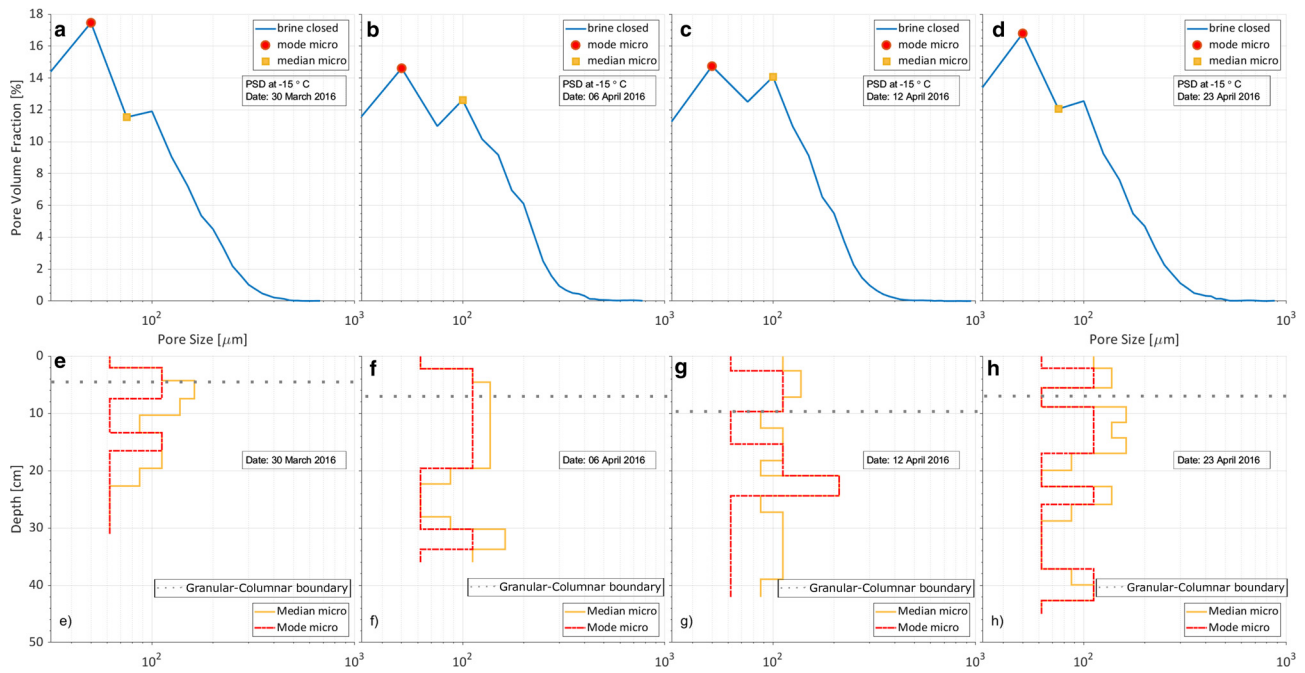 a
brine closed
mode micro
median micro
PSD at -15 ° C
Date: 30 March 2016
b
brine closed
mode micro
median micro
PSD at -15 ° C
Date: 06 April 2016
c
brine closed
mode micro
median micro
PSD at -15 ° C
Date: 12 April 2016
d
brine closed
mode micro
median micro
PSD at -15 ° C
Date: 23 April 2016
Pore Volume Fraction [%]
18
16
14
12
10
8
6
4
2
0
10²
10³
10²
10³
10²
10³
10²
10³
Pore Size [μm]
Pore Size [μm]
e
Date: 30 March 2016
Granular-Columnar boundary
Median micro
Mode micro
e)
f
Date: 06 April 2016
Granular-Columnar boundary
Median micro
Mode micro
f)
g
Date: 12 April 2016
Granular-Columnar boundary
Median micro
Mode micro
g)
h
Date: 23 April 2016
Granular-Columnar boundary
Median micro
Mode micro
h)
Depth [cm]
0
10
20
30
40
50
10²
10³
10²
10³
10²
10³
10²
10³